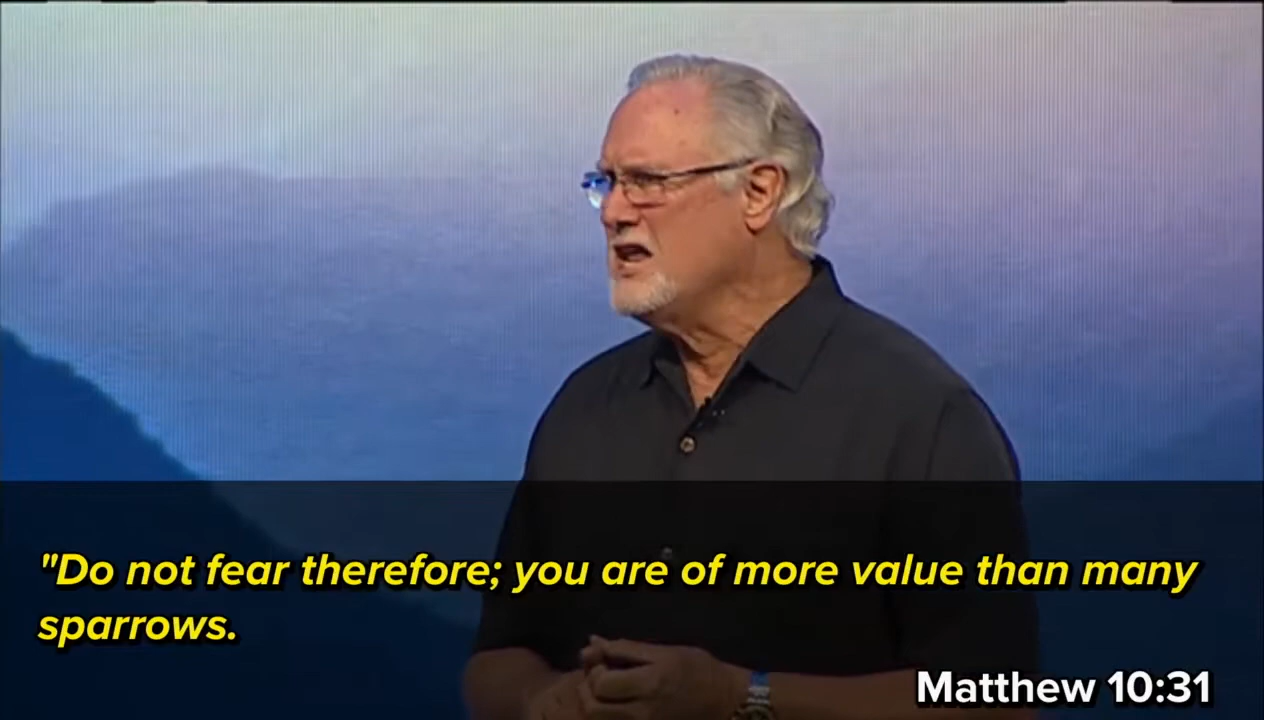 "Do not fear therefore; you are of more value than many
sparrows.
Matthew 10:31